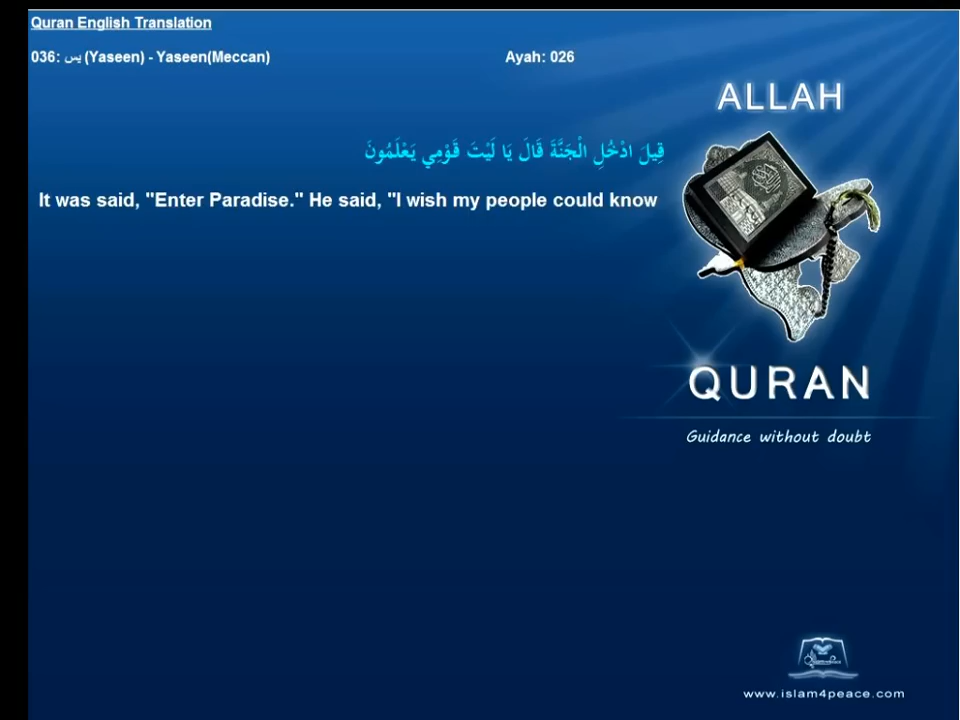 Quran English Translation
036: يس (Yaseen) - Yaseen(Meccan) Ayah: 026
ALLAH
قِيلَ ادْخُلِ الْجَنَّةَ قَالَ يَا لَيْتَ قَوْمِي يَعْلَمُونَ
It was said, "Enter Paradise." He said, "I wish my people could know
QURAN
Guidance without doubt
www.islam4peace.com